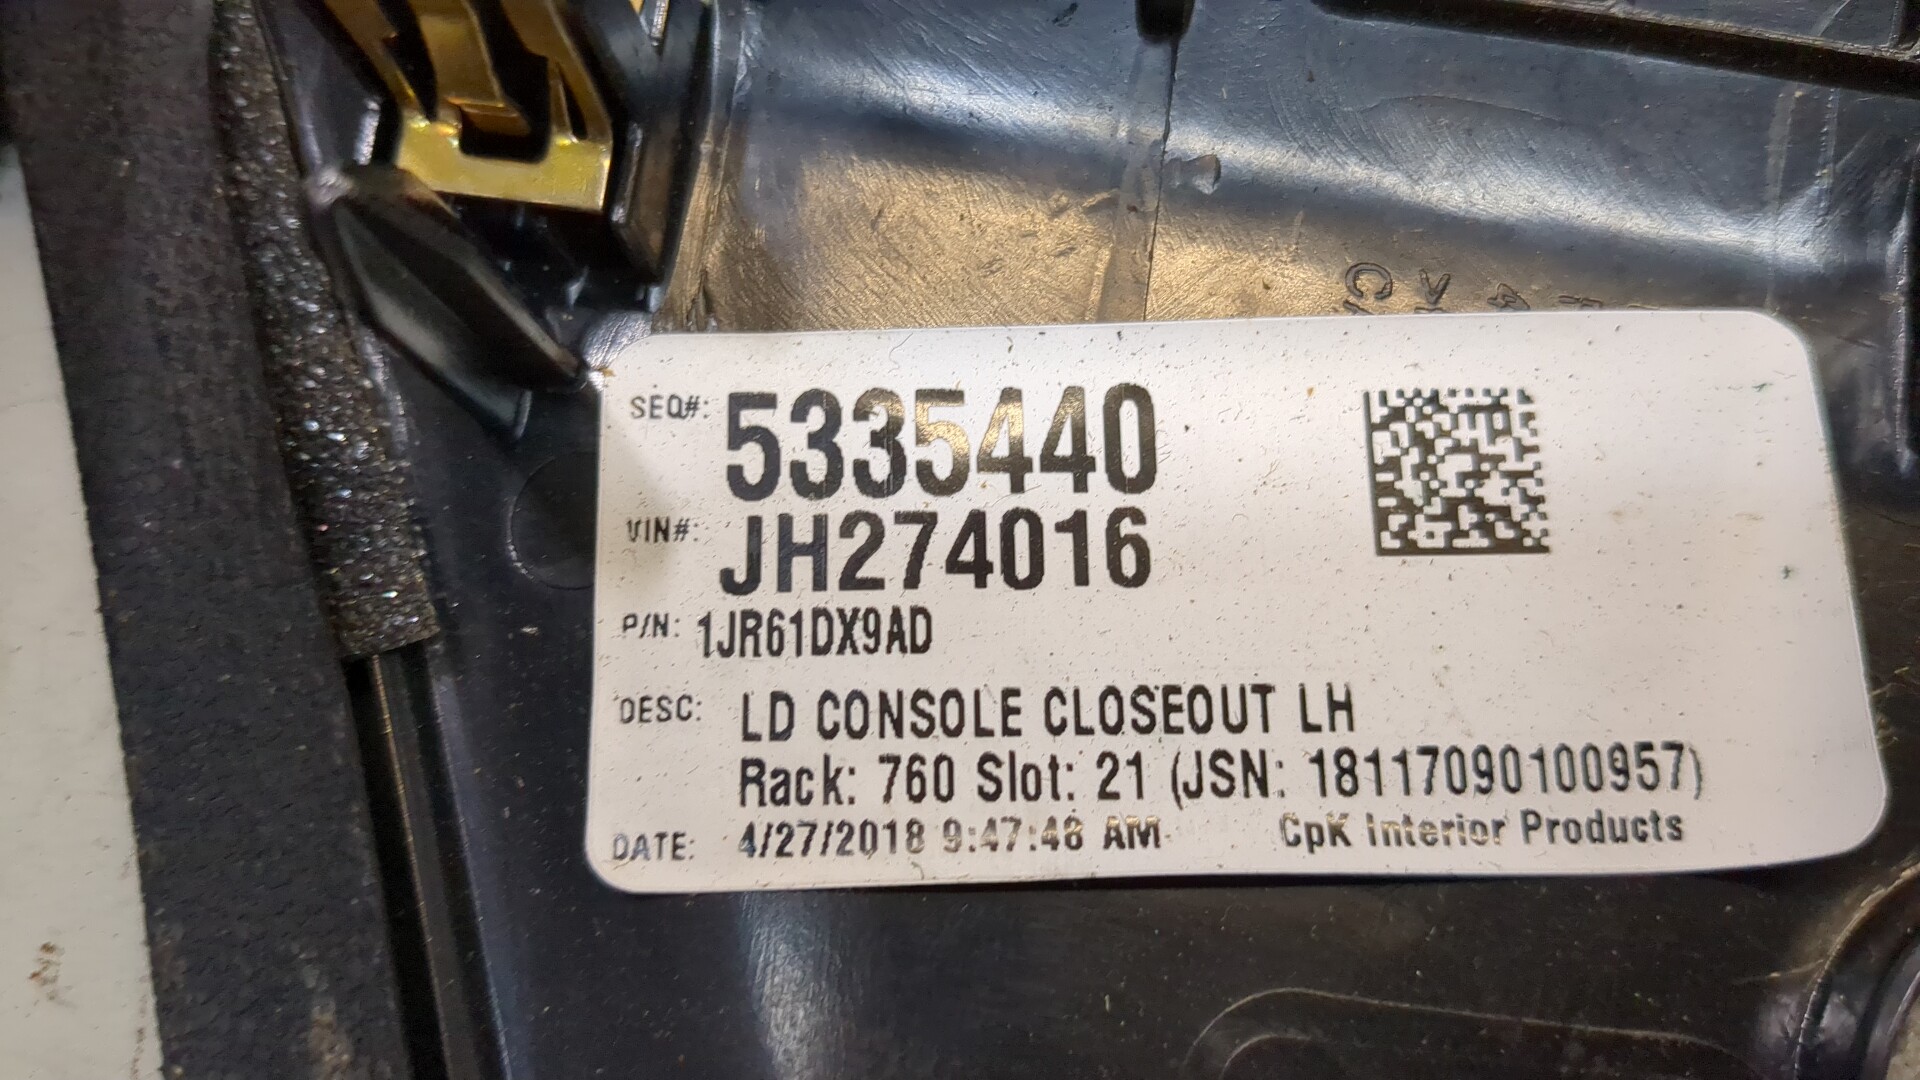 SEQ#: 5335440
VIN#: JH274016
P/N: 1JR61DX9AD
DESC: LD CONSOLE CLOSEOUT LH
Rack: 760 Slot: 21 (JSN: 18117090100957)
DATE: 4/27/2018 9:47:48 AM CpK Interior Products